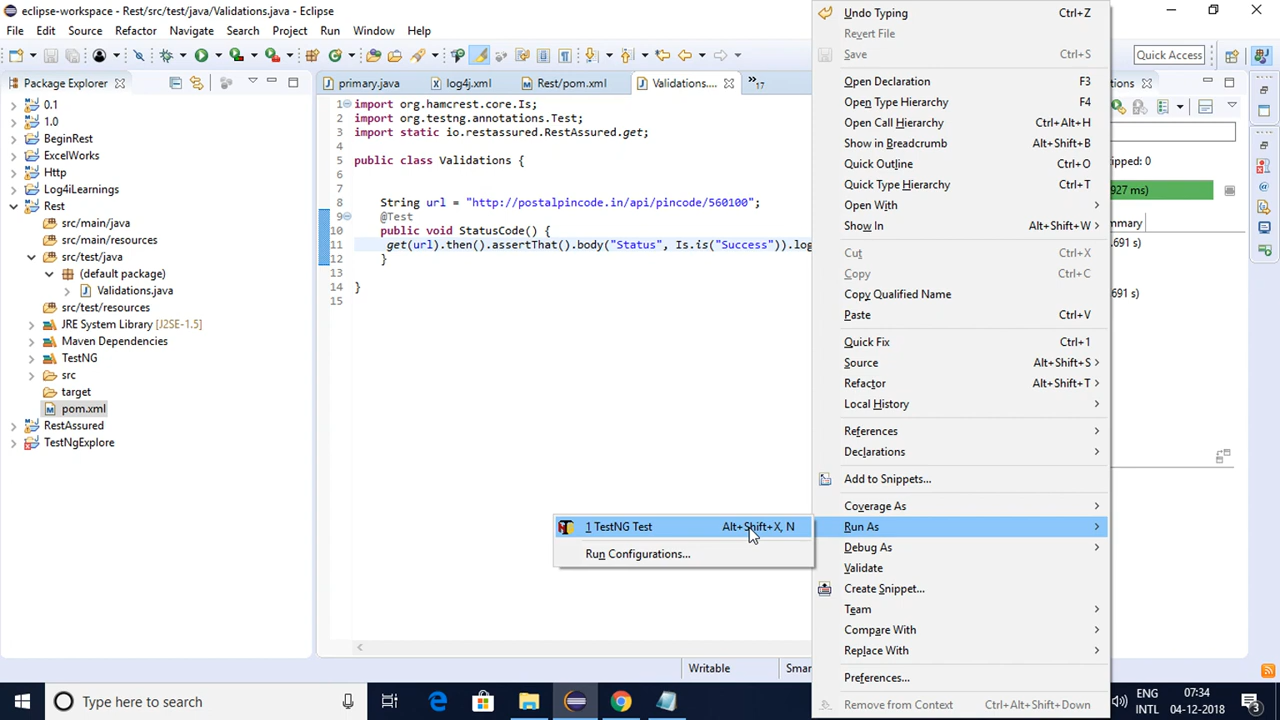 eclipse-workspace - Rest/src/test/java/Validations.java - Eclipse
File Edit Source Refactor Navigate Search Project Run Window Help
Quick Access
Package Explorer
0.1
1.0
BeginRest
ExcelWorks
Http
Log4iLearnings
Rest
src/main/java
src/main/resources
src/test/java
(default package)
Validations.java
src/test/resources
JRE System Library [J2SE-1.5]
Maven Dependencies
TestNG
src
target
pom.xml
RestAssured
TestNgExplore
primary.java log4j.xml Rest/pom.xml Validations.... »17
1 import org.hamcrest.core.Is;
2 import org.testng.annotations.Test;
3 import static io.restassured.RestAssured.get;
4
5 public class Validations {
6
7
8 String url = "http://postalpincode.in/api/pincode/560100";
9 @Test
10 public void StatusCode() {
11 get(url).then().assertThat().body("Status", Is.is("Success")).log
12 }
13
14 }
15
Undo Typing Ctrl+Z
Revert File
Save Ctrl+S
Open Declaration F3
Open Type Hierarchy F4
Open Call Hierarchy Ctrl+Alt+H
Show in Breadcrumb Alt+Shift+B
Quick Outline Ctrl+O
Quick Type Hierarchy Ctrl+T
Open With
Show In Alt+Shift+W
Cut Ctrl+X
Copy Ctrl+C
Copy Qualified Name
Paste Ctrl+V
Quick Fix Ctrl+1
Source Alt+Shift+S
Refactor Alt+Shift+T
Local History
References
Declarations
Add to Snippets...
Coverage As
Run As
Debug As
Validate
Create Snippet...
Team
Compare With
Replace With
Preferences...
Remove from Context Ctrl+Alt+Shift+Down
1 TestNG Test Alt+Shift+X, N
Run Configurations...
ipped: 0
927 ms)
mmary
691 s)
691 s)
Writable
Smar
Type here to search
ENG
INTL
07:34
04-12-2018
3